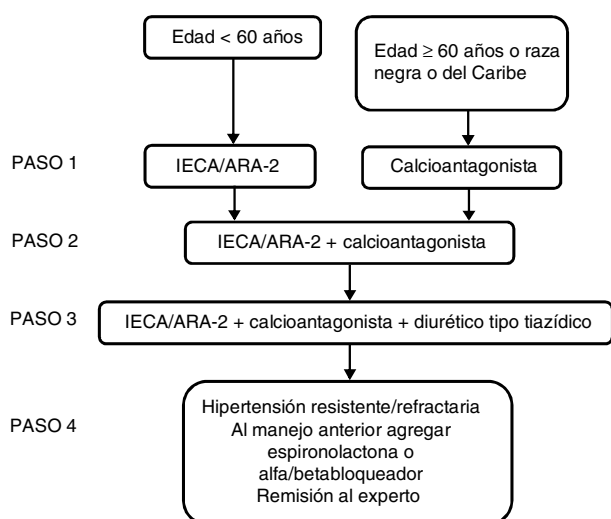 Edad < 60 años
Edad ≥ 60 años o raza
negra o del Caribe
PASO 1
IECA/ARA-2
Calcioantagonista
PASO 2
IECA/ARA-2 + calcioantagonista
PASO 3
IECA/ARA-2 + calcioantagonista + diurético tipo tiazídico
PASO 4
Hipertensión resistente/refractaria
Al manejo anterior agregar
espironolactona o
alfa/betabloqueador
Remisión al experto